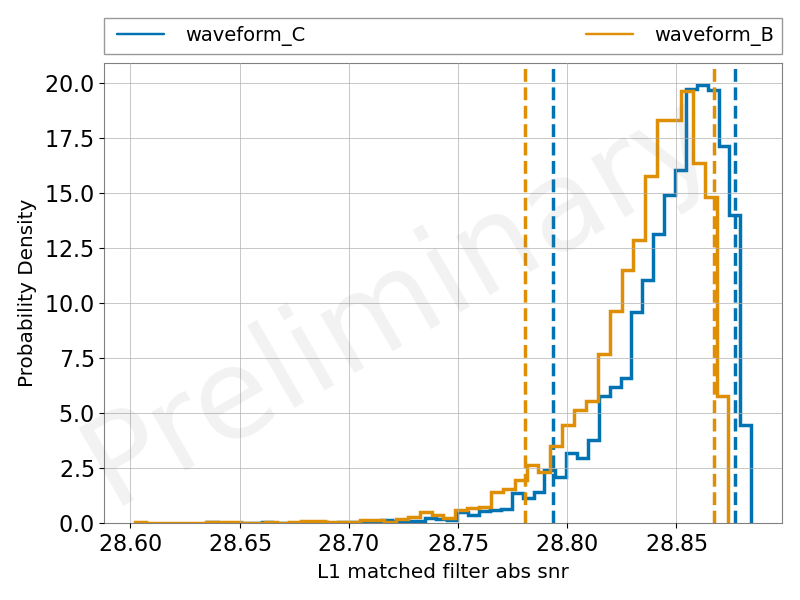 waveform_C waveform_B
20.0
17.5
15.0
12.5
10.0
7.5
5.0
2.5
0.0
Probability Density
Preliminary
28.60 28.65 28.70 28.75 28.80 28.85
L1 matched filter abs snr